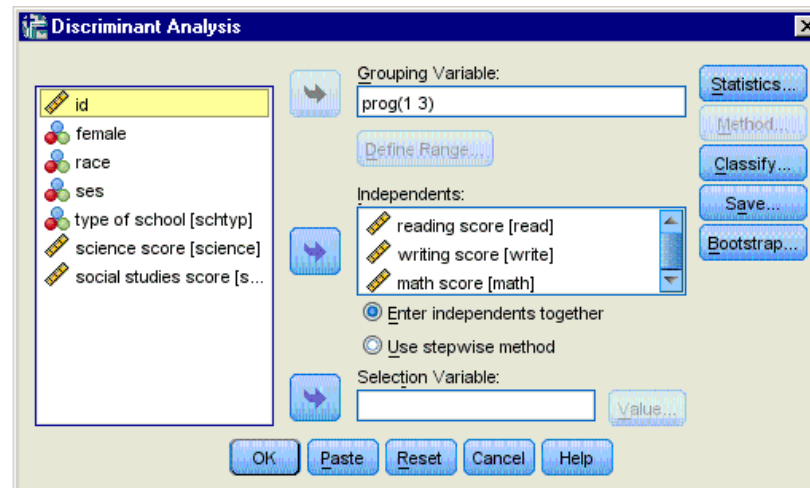 Discriminant Analysis
id
female
race
ses
type of school [schtyp]
science score [science]
social studies score [s...
Grouping Variable:
prog(1 3)
Define Range...
Independents:
reading score [read]
writing score [write]
math score [math]
Enter independents together
Use stepwise method
Selection Variable:
Value...
Statistics...
Method...
Classify...
Save...
Bootstrap...
OK Paste Reset Cancel Help